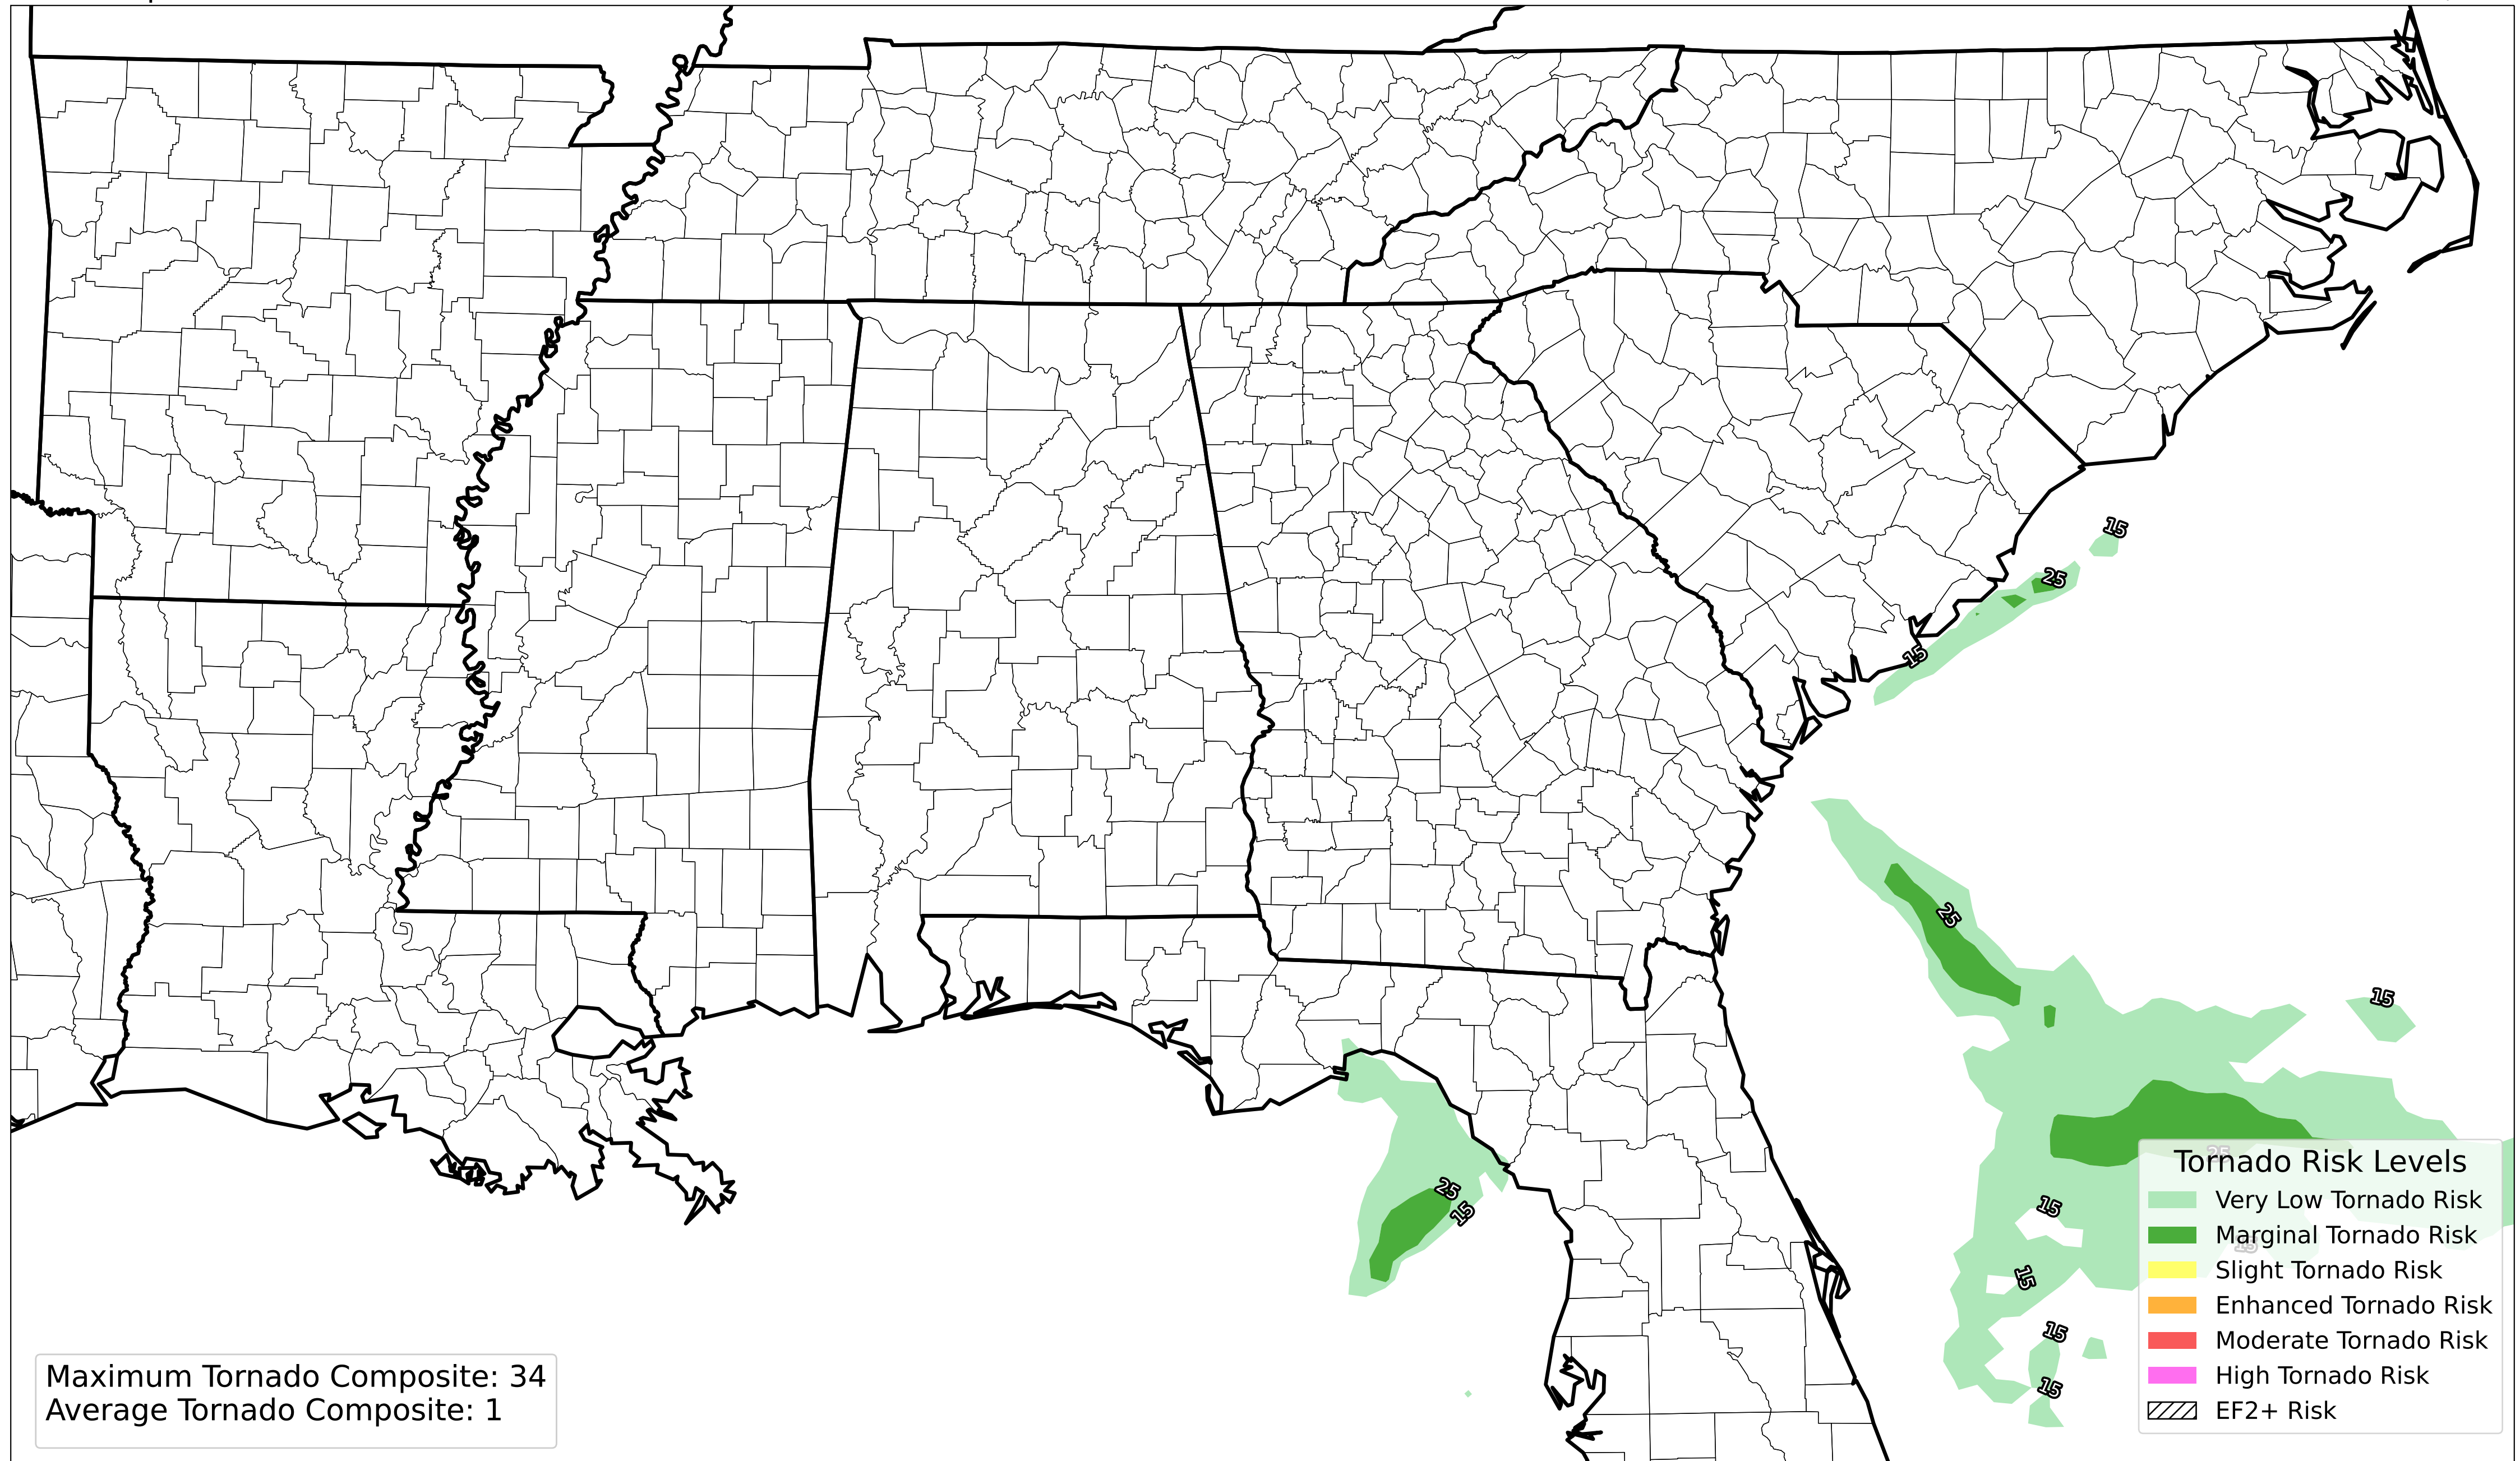 15
25
15
25
15
25
15
25
15
15
15
15
15
15
Tornado Risk Levels
Very Low Tornado Risk
Marginal Tornado Risk
Slight Tornado Risk
Enhanced Tornado Risk
Moderate Tornado Risk
High Tornado Risk
EF2+ Risk
Maximum Tornado Composite: 34
Average Tornado Composite: 1